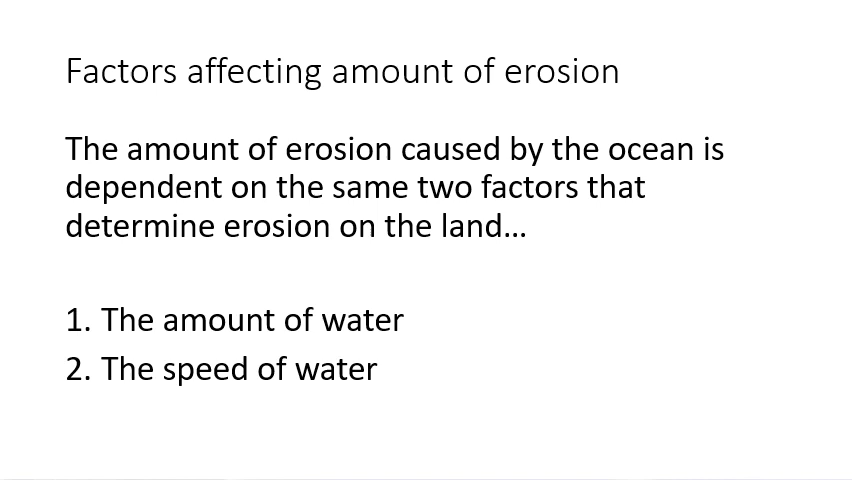 Factors affecting amount of erosion
The amount of erosion caused by the ocean is
dependent on the same two factors that
determine erosion on the land...
1. The amount of water
2. The speed of water